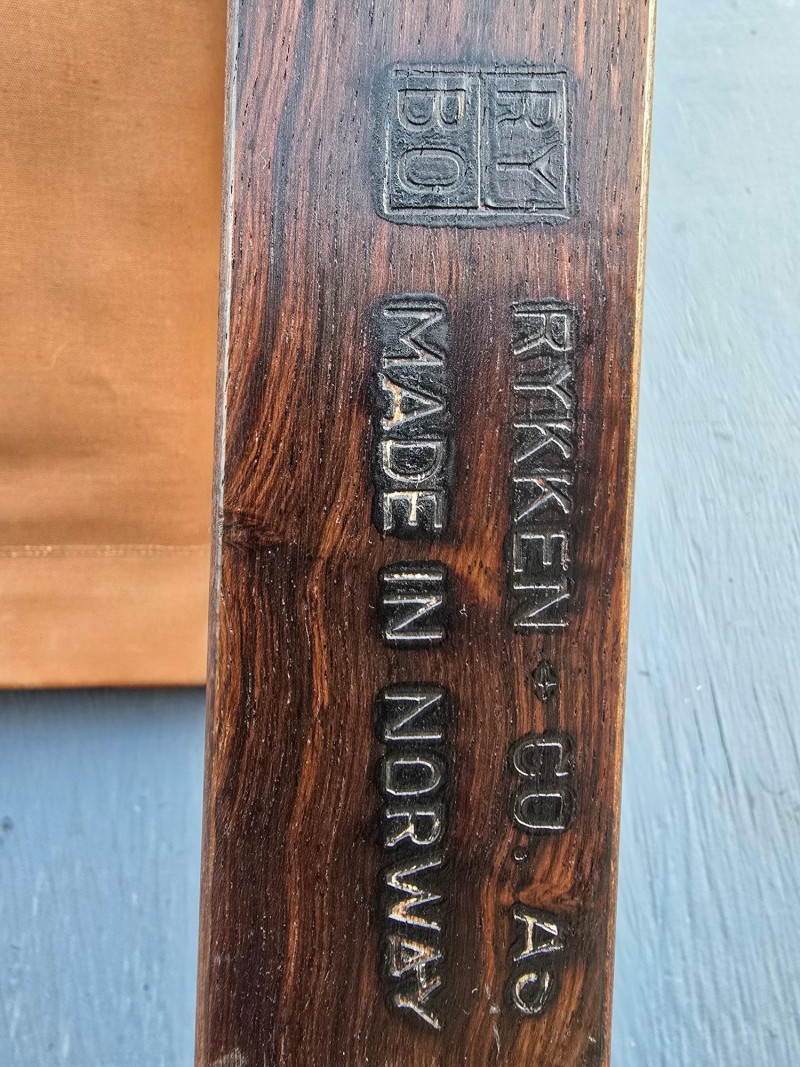 RY
BO
RYKKEN + CO. AS
MADE IN NORWAY